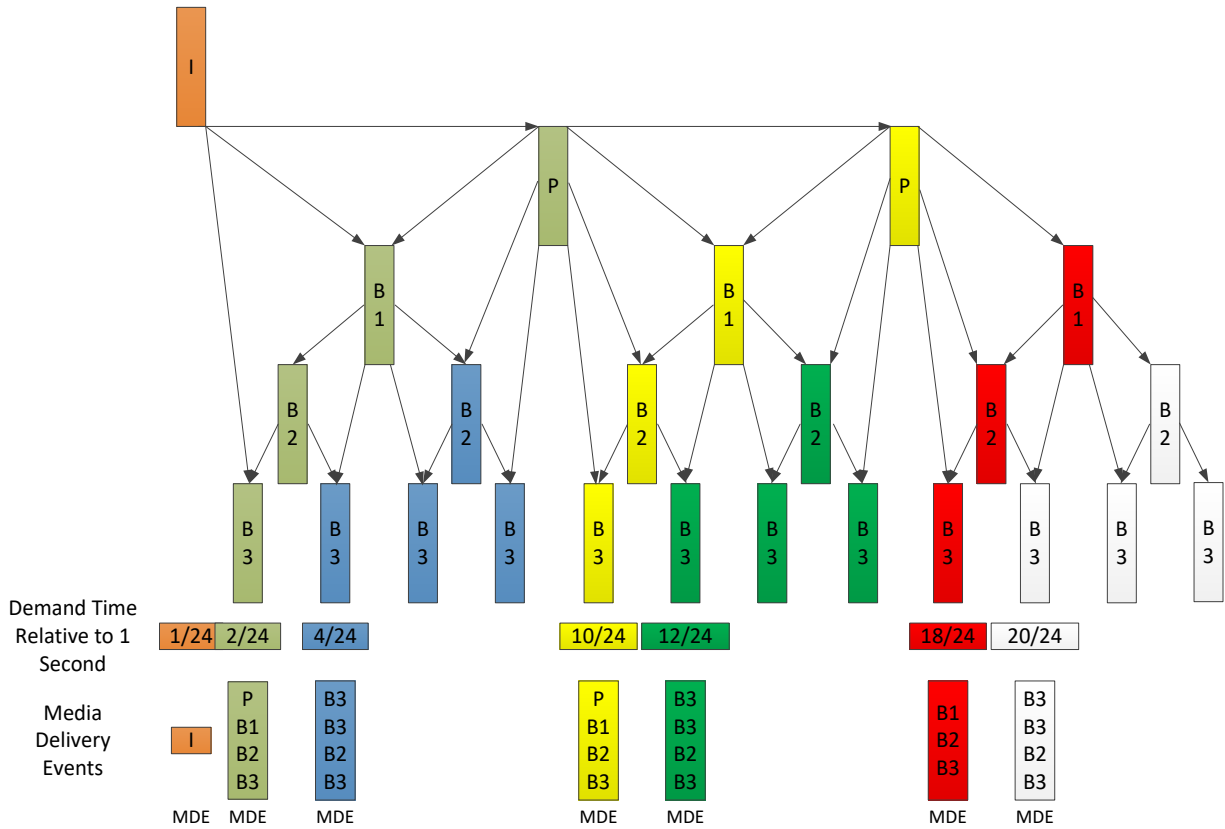 I
P
P
B
1
B
1
B
1
B
2
B
2
B
2
B
2
B
2
B
2
B
3
B
3
B
3
B
3
B
3
B
3
B
3
B
3
B
3
B
3
B
3
B
3
Demand Time
Relative to 1
Second
1/24 2/24 4/24 10/24 12/24 18/24 20/24
Media
Delivery
Events
I
P
B1
B2
B3
B3
B3
B2
B3
P
B1
B2
B3
B3
B3
B2
B3
B1
B2
B3
B3
B3
B2
B3
MDE MDE MDE MDE MDE MDE MDE